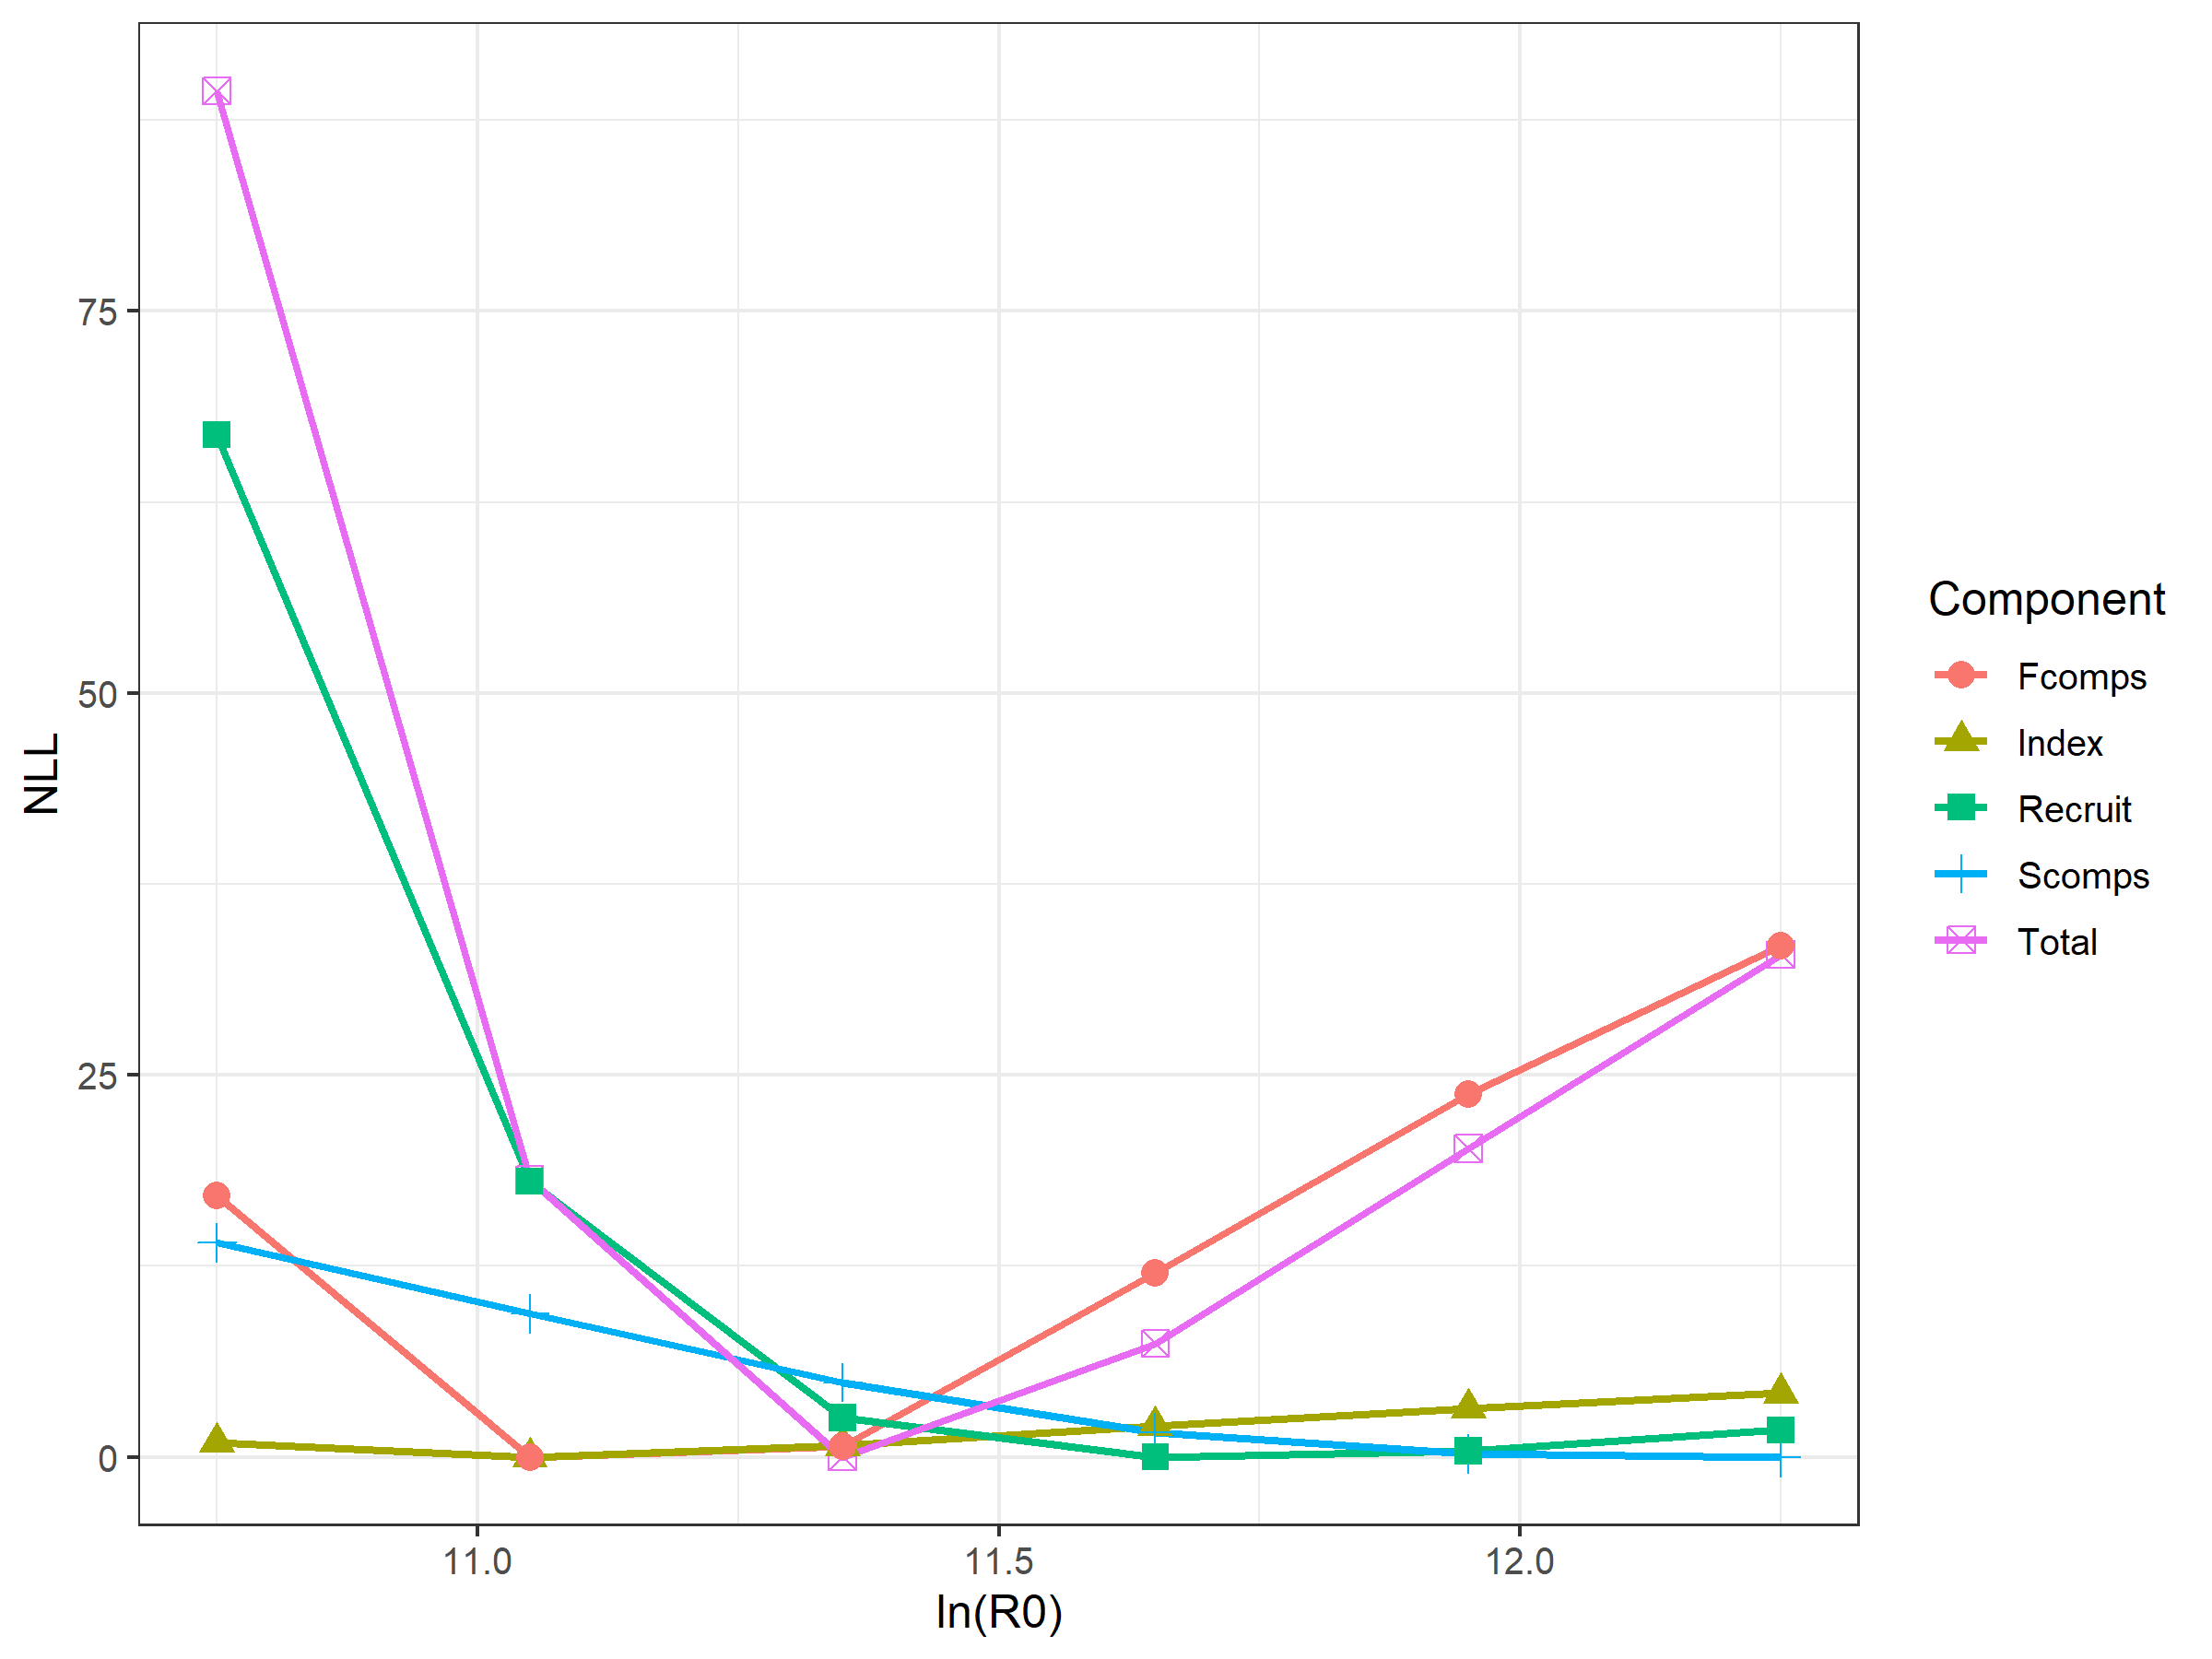 75
50
25
0
NLL
11.0
11.5
12.0
ln(R0)
Component
Fcomps
Index
Recruit
Scomps
Total